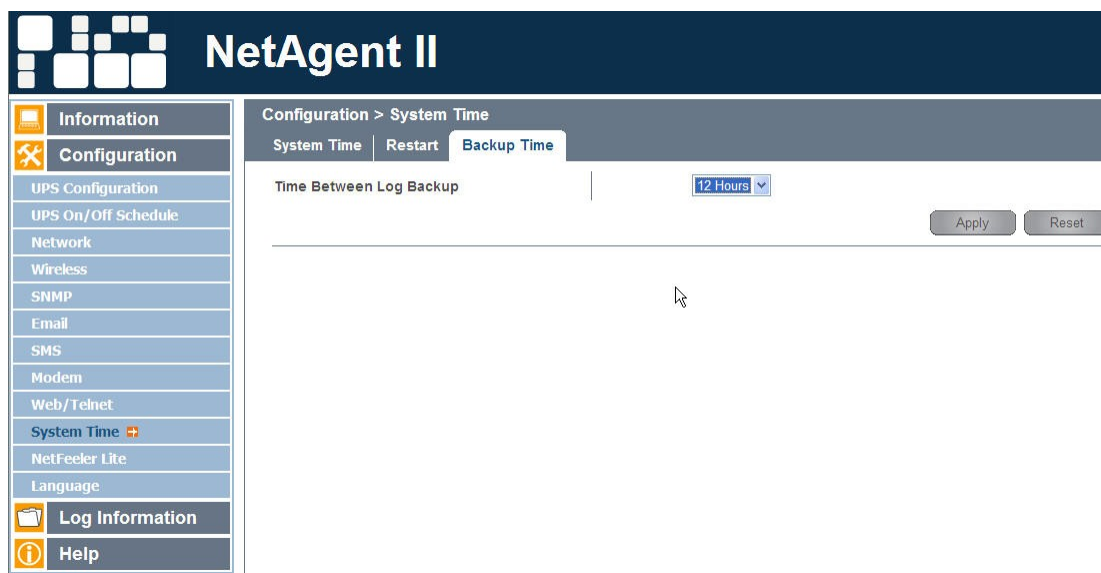 NetAgent II
Information
Configuration
UPS Configuration
UPS On/Off Schedule
Network
Wireless
SNMP
Email
SMS
Modem
Web/Telnet
System Time
NetFeeler Lite
Language
Log Information
Help
Configuration > System Time
System Time Restart Backup Time
Time Between Log Backup 12 Hours
Apply Reset